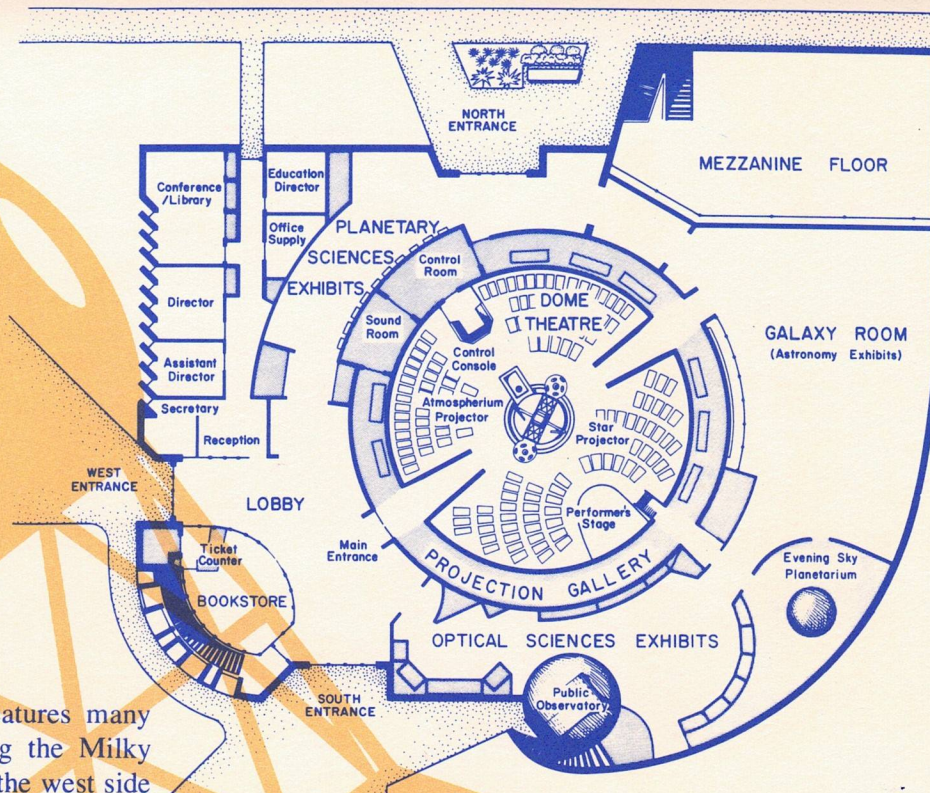 NORTH
ENTRANCE
MEZZANINE FLOOR
Conference
/Library
Education
Director
Office
Supply
PLANETARY
SCIENCES
EXHIBITS
Control
Room
DOME
THEATRE
Director
Sound
Room
GALAXY ROOM
(Astronomy Exhibits)
Control
Console
Assistant
Director
Atmospherium
Projector
Secretary
Reception
Star
Projector
WEST
ENTRANCE
LOBBY
Performer's
Stage
Main
Entrance
Ticket
Counter
PROJECTION GALLERY
Evening Sky
Planetarium
BOOKSTORE
OPTICAL SCIENCES EXHIBITS
SOUTH
ENTRANCE
Public
Observatory
atures many
g the Milky
the west side